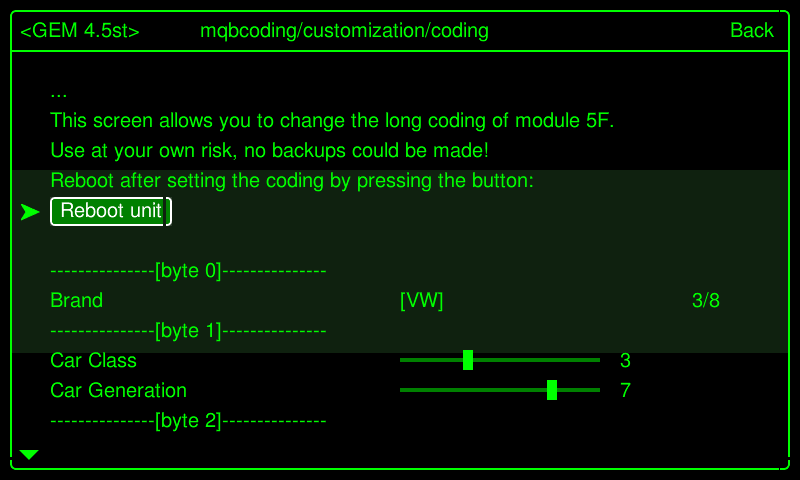 <GEM 4.5st> mqbcoding/customization/coding Back
...
This screen allows you to change the long coding of module 5F.
Use at your own risk, no backups could be made!
Reboot after setting the coding by pressing the button:
Reboot unit
---------------[byte 0]---------------
Brand [VW] 3/8
---------------[byte 1]---------------
Car Class 3
Car Generation 7
---------------[byte 2]---------------